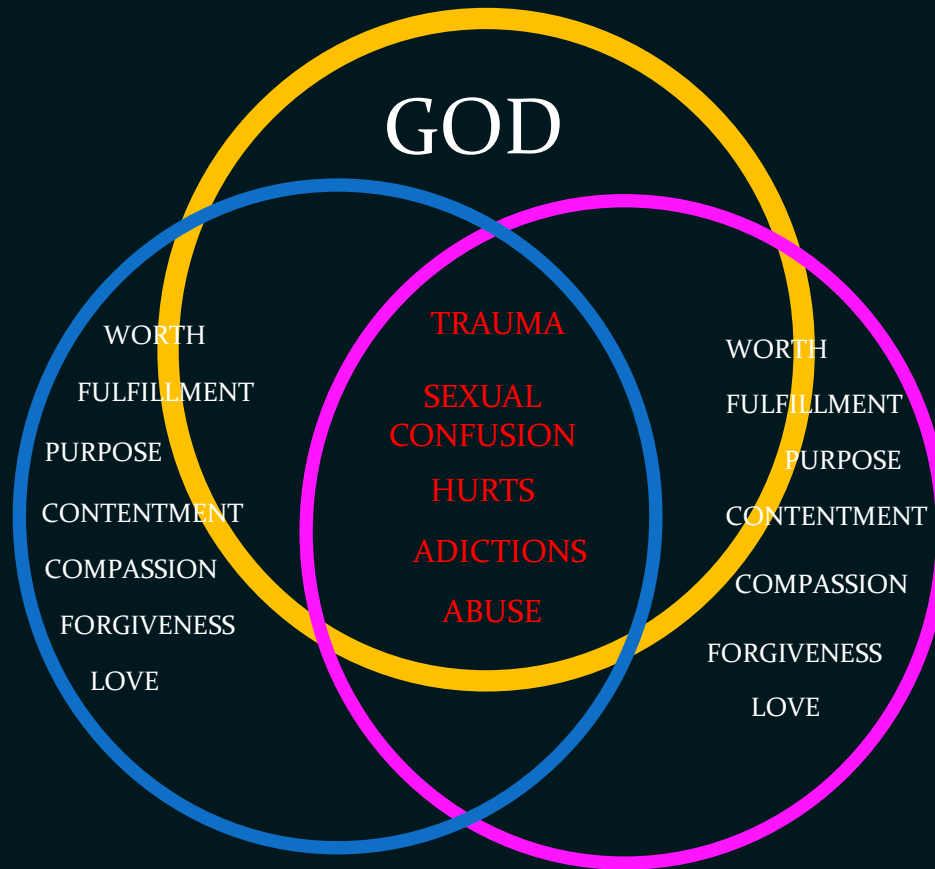 GOD
WORTH
FULFILLMENT
PURPOSE
CONTENTMENT
COMPASSION
FORGIVENESS
LOVE
TRAUMA
SEXUAL
CONFUSION
HURTS
ADICTIONS
ABUSE
WORTH
FULFILLMENT
PURPOSE
CONTENTMENT
COMPASSION
FORGIVENESS
LOVE